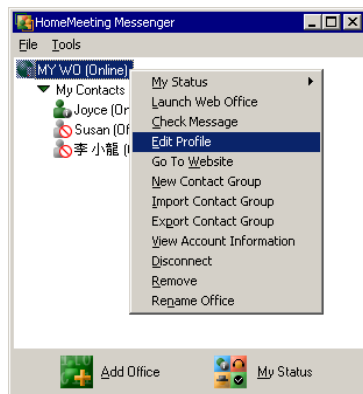 HomeMeeting Messenger
File Tools
MY WO (Online)
My Contacts
Joyce (On
Susan (Of
李 小龍 (
My Status
Launch Web Office
Check Message
Edit Profile
Go To Website
New Contact Group
Import Contact Group
Export Contact Group
View Account Information
Disconnect
Remove
Rename Office
Add Office
My Status